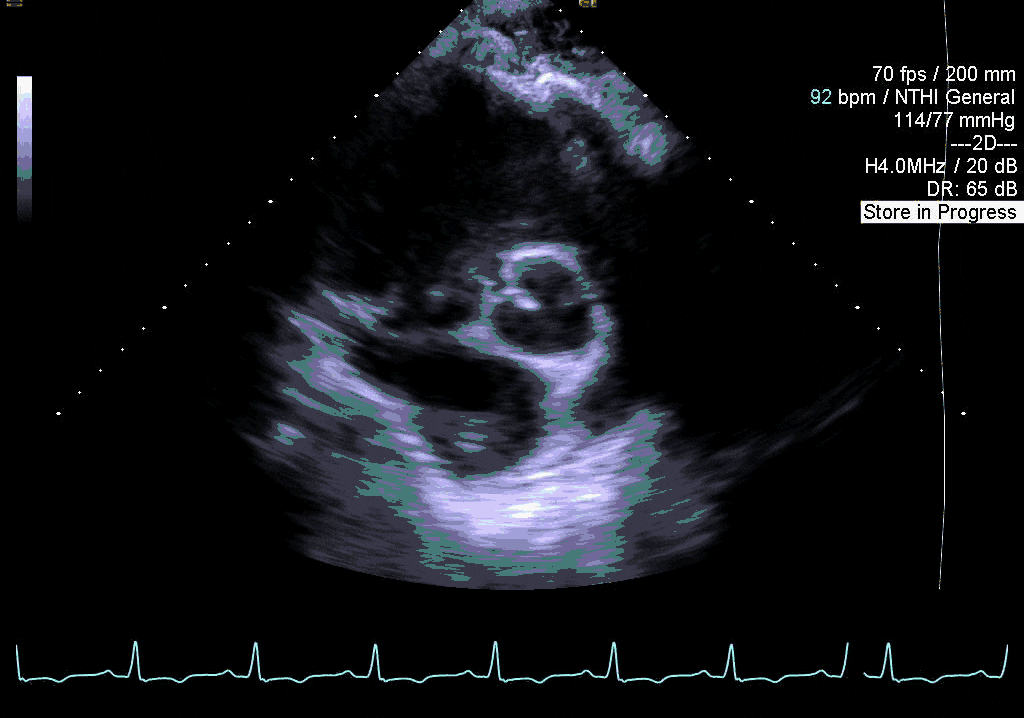 70 fps / 200 mm
92 bpm / NTHI General
114/77 mmHg
---2D---
H4.0MHz / 20 dB
DR: 65 dB
Store in Progress